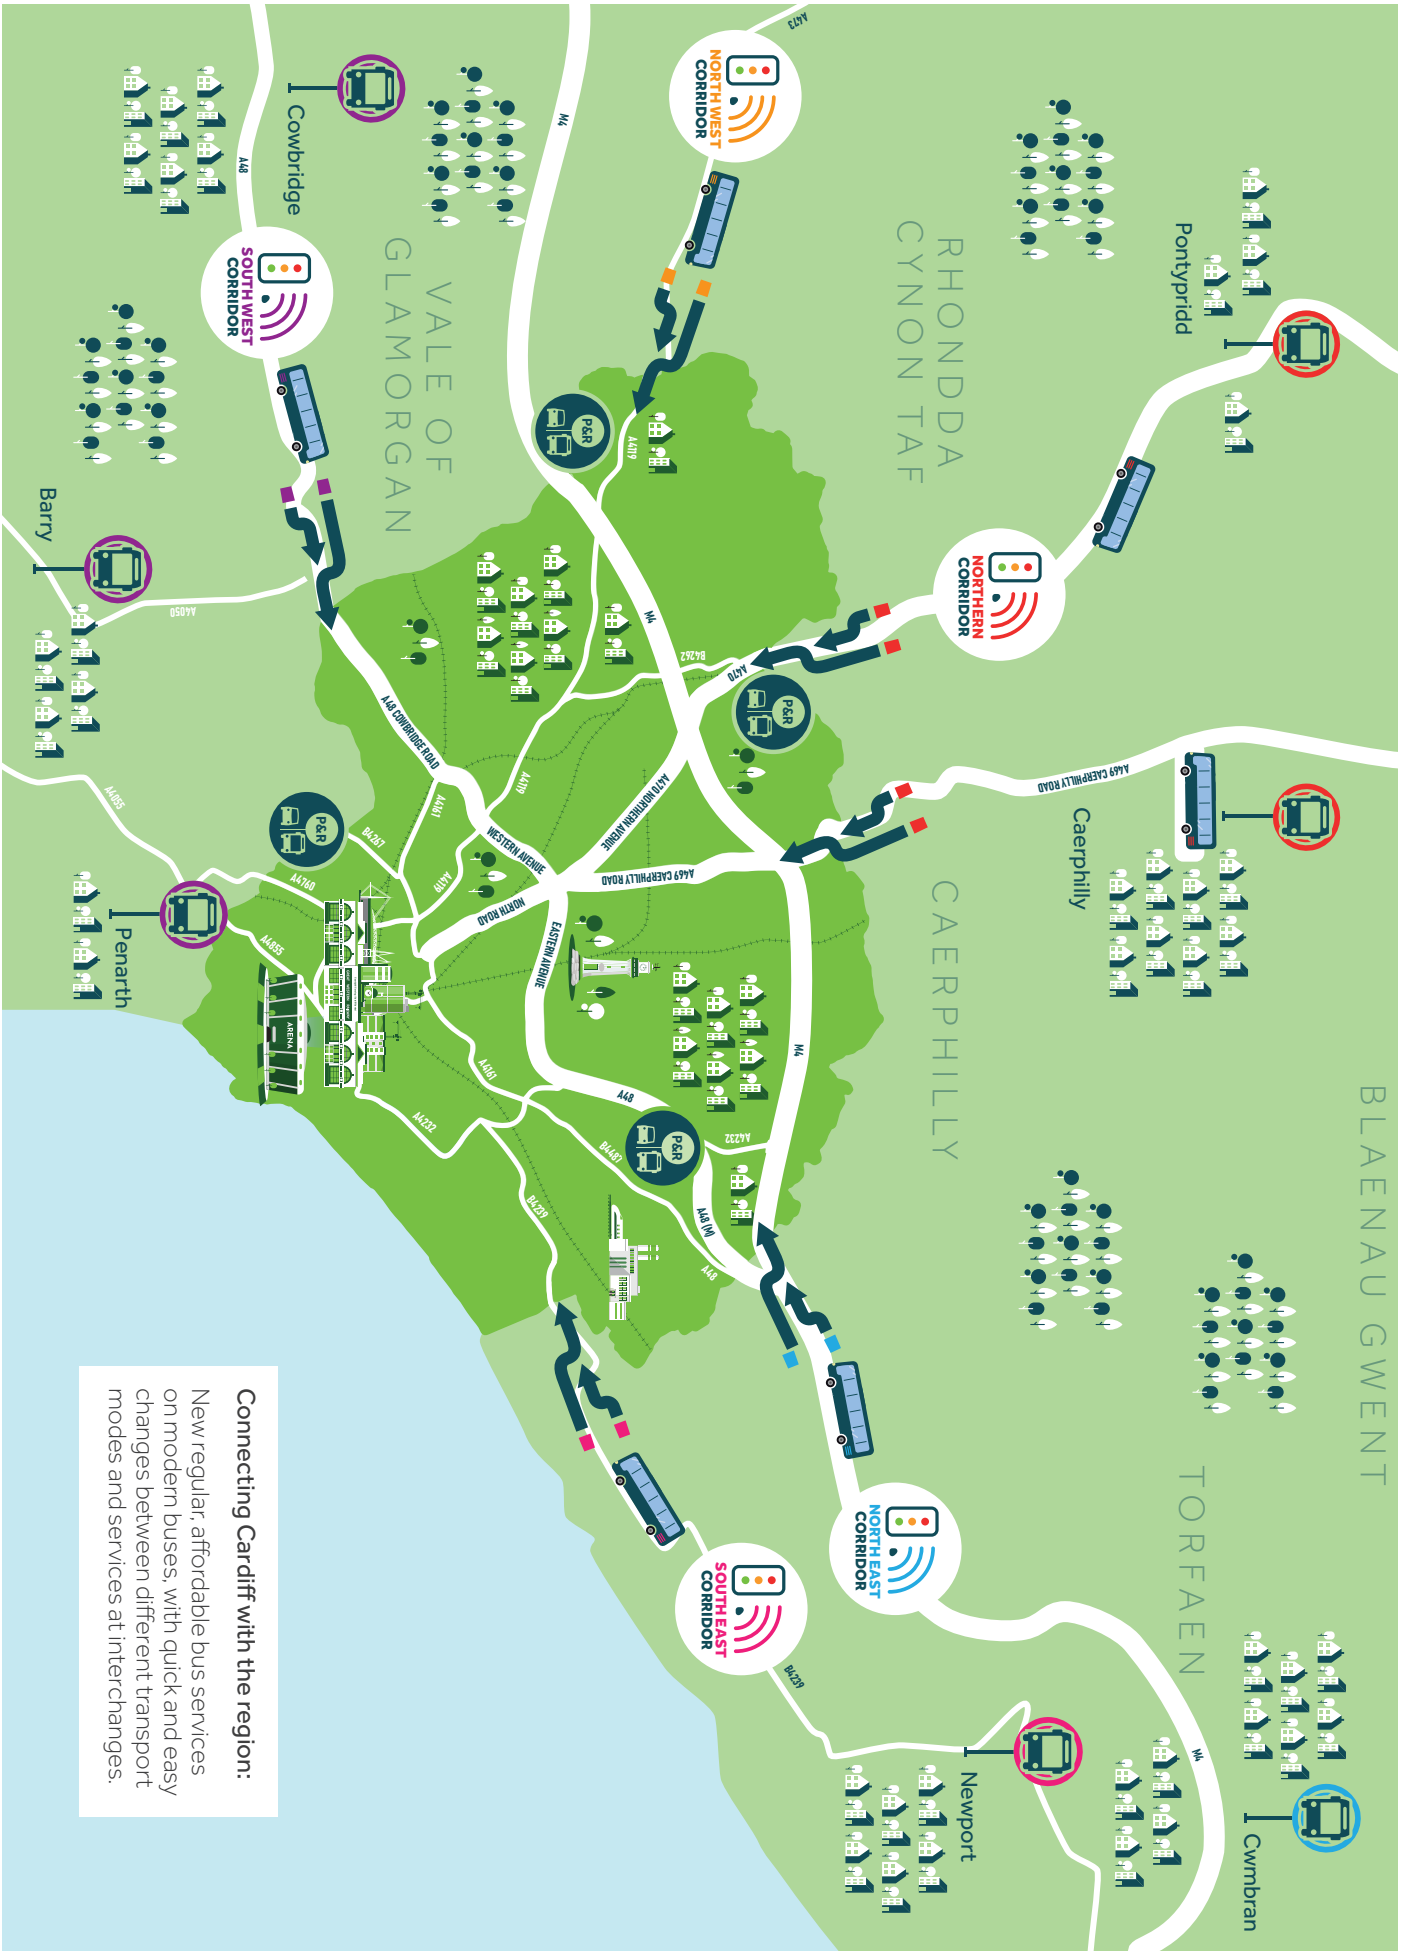 BLAENAU GWENT
TORFAEN
Cwmbran
Pontypridd
RHONDDA
CYNON TAF
CAERPHILLY
Caerphilly
A469 CAERPHILLY ROAD
M4
A473
NORTH WEST
CORRIDOR
NORTHERN
CORRIDOR
NORTH EAST
CORRIDOR
Newport
B4239
SOUTH EAST
CORRIDOR
M4
VALE OF
GLAMORGAN
P&R
A4119
M4
B4262
A470
P&R
A470 NORTHERN AVENUE
A469 CAERPHILLY ROAD
M4
A4232
P&R
A48 (M)
A48
A48
B4487
A4161
EASTERN AVENUE
NORTH ROAD
WESTERN AVENUE
A4119
A4119
A4161
A48 COWBRIDGE ROAD
Cowbridge
A48
SOUTH WEST
CORRIDOR
Barry
A4050
A4055
P&R
B4267
A4760
A4855
Penarth
ARENA
A4232
B4239
Connecting Cardiff with the region:
New regular, affordable bus services
on modern buses, with quick and easy
changes between different transport
modes and services at interchanges.